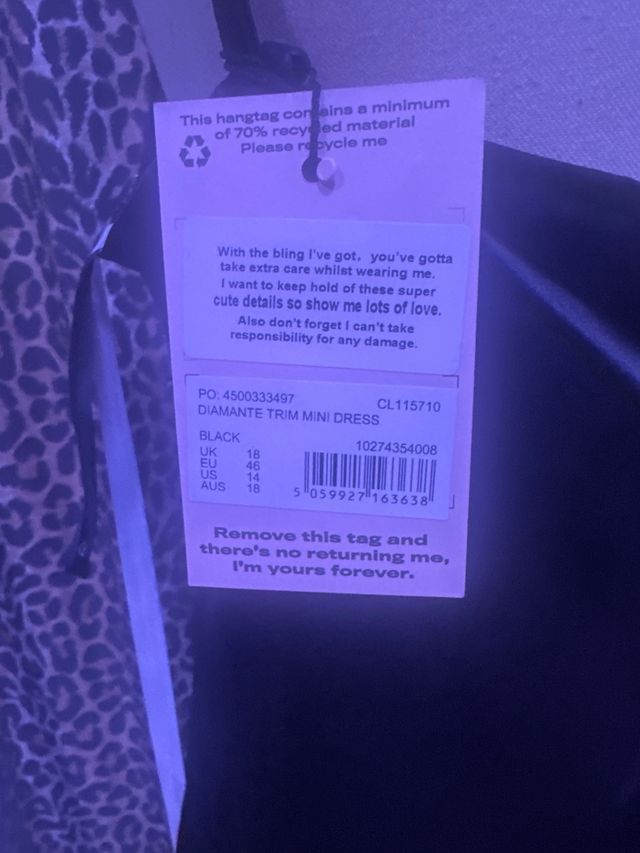 This hangtag contains a minimum
of 70% recycled material
Please recycle me
With the bling I've got, you've gotta
take extra care whilst wearing me.
I want to keep hold of these super
cute details so show me lots of love.
Also don't forget I can't take
responsibility for any damage.
PO: 4500333497 CL115710
DIAMANTE TRIM MINI DRESS
BLACK 10274354008
UK 18
EU 46
US 14
AUS 18
5 059927 163638
Remove this tag and
there's no returning me,
I'm yours forever.